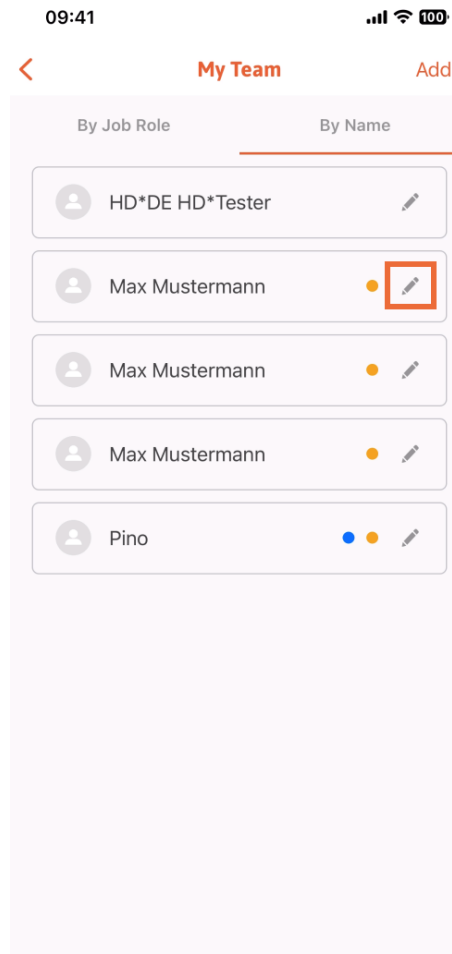 09:41 100
My Team Add
By Job Role By Name
HD*DE HD*Tester
Max Mustermann
Max Mustermann
Max Mustermann
Pino